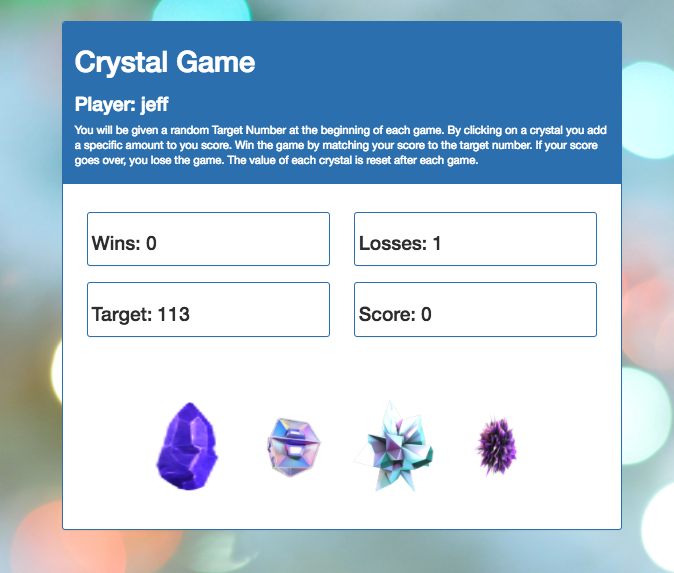 Crystal Game
Player: jeff
You will be given a random Target Number at the beginning of each game. By clicking on a crystal you add
a specific amount to you score. Win the game by matching your score to the target number. If your score
goes over, you lose the game. The value of each crystal is reset after each game.
Wins: 0
Losses: 1
Target: 113
Score: 0